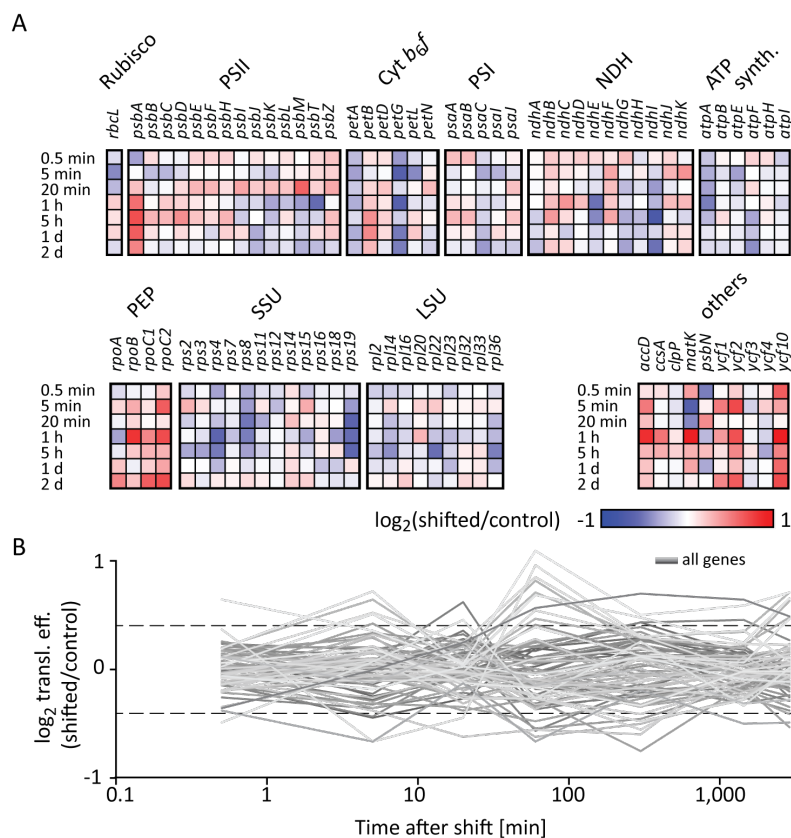 A
Rubisco PSII Cyt b6f PSI NDH ATP synth.
rbcL psbA psbB psbC psbD psbE psbF psbH psbI psbJ psbK psbL psbM psbT psbZ petA petB petD petG petL petN psaA psaB psaC psaI psaJ ndhA ndhB ndhC ndhD ndhE ndhF ndhG ndhH ndhI ndhJ ndhK atpA atpB atpE atpF atpH atpI
0.5 min
5 min
20 min
1 h
5 h
1 d
2 d
PEP SSU LSU others
rpoA rpoB rpoC1 rpoC2 rps2 rps3 rps4 rps7 rps8 rps11 rps12 rps14 rps15 rps16 rps18 rps19 rpl2 rpl14 rpl16 rpl20 rpl22 rpl23 rpl32 rpl33 rpl36 accD ccsA clpP matK psbN ycf1 ycf2 ycf3 ycf4 ycf10
0.5 min 0.5 min
5 min 5 min
20 min 20 min
1 h 1 h
5 h 5 h
1 d 1 d
2 d 2 d
log2(shifted/control) -1 1
B
1
all genes
log2 transl. eff.
(shifted/control)
0
-1
0.1 1 10 100 1,000
Time after shift [min]